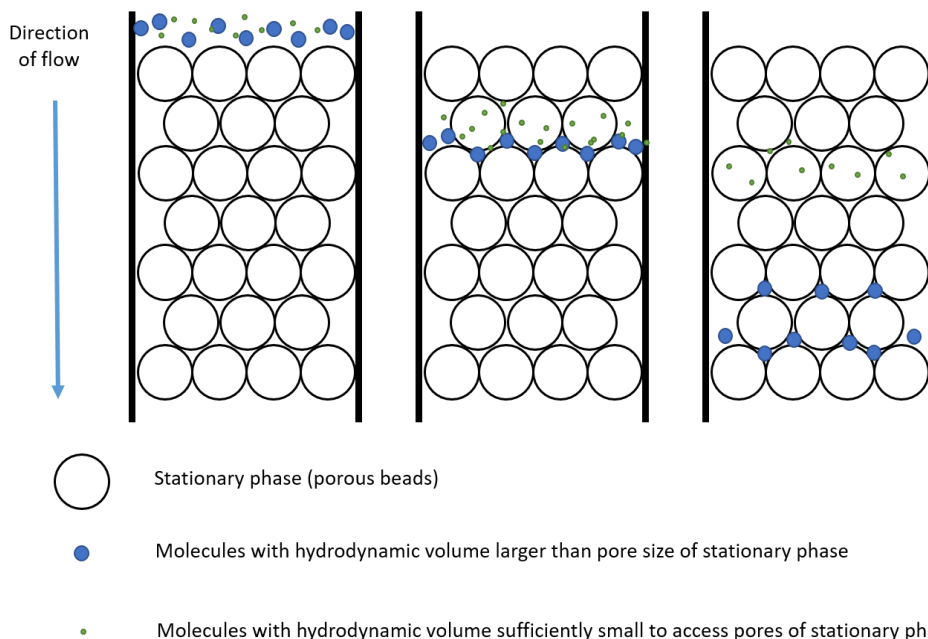 Direction
of flow
Stationary phase (porous beads)
Molecules with hydrodynamic volume larger than pore size of stationary phase
Molecules with hydrodynamic volume sufficiently small to access pores of stationary ph